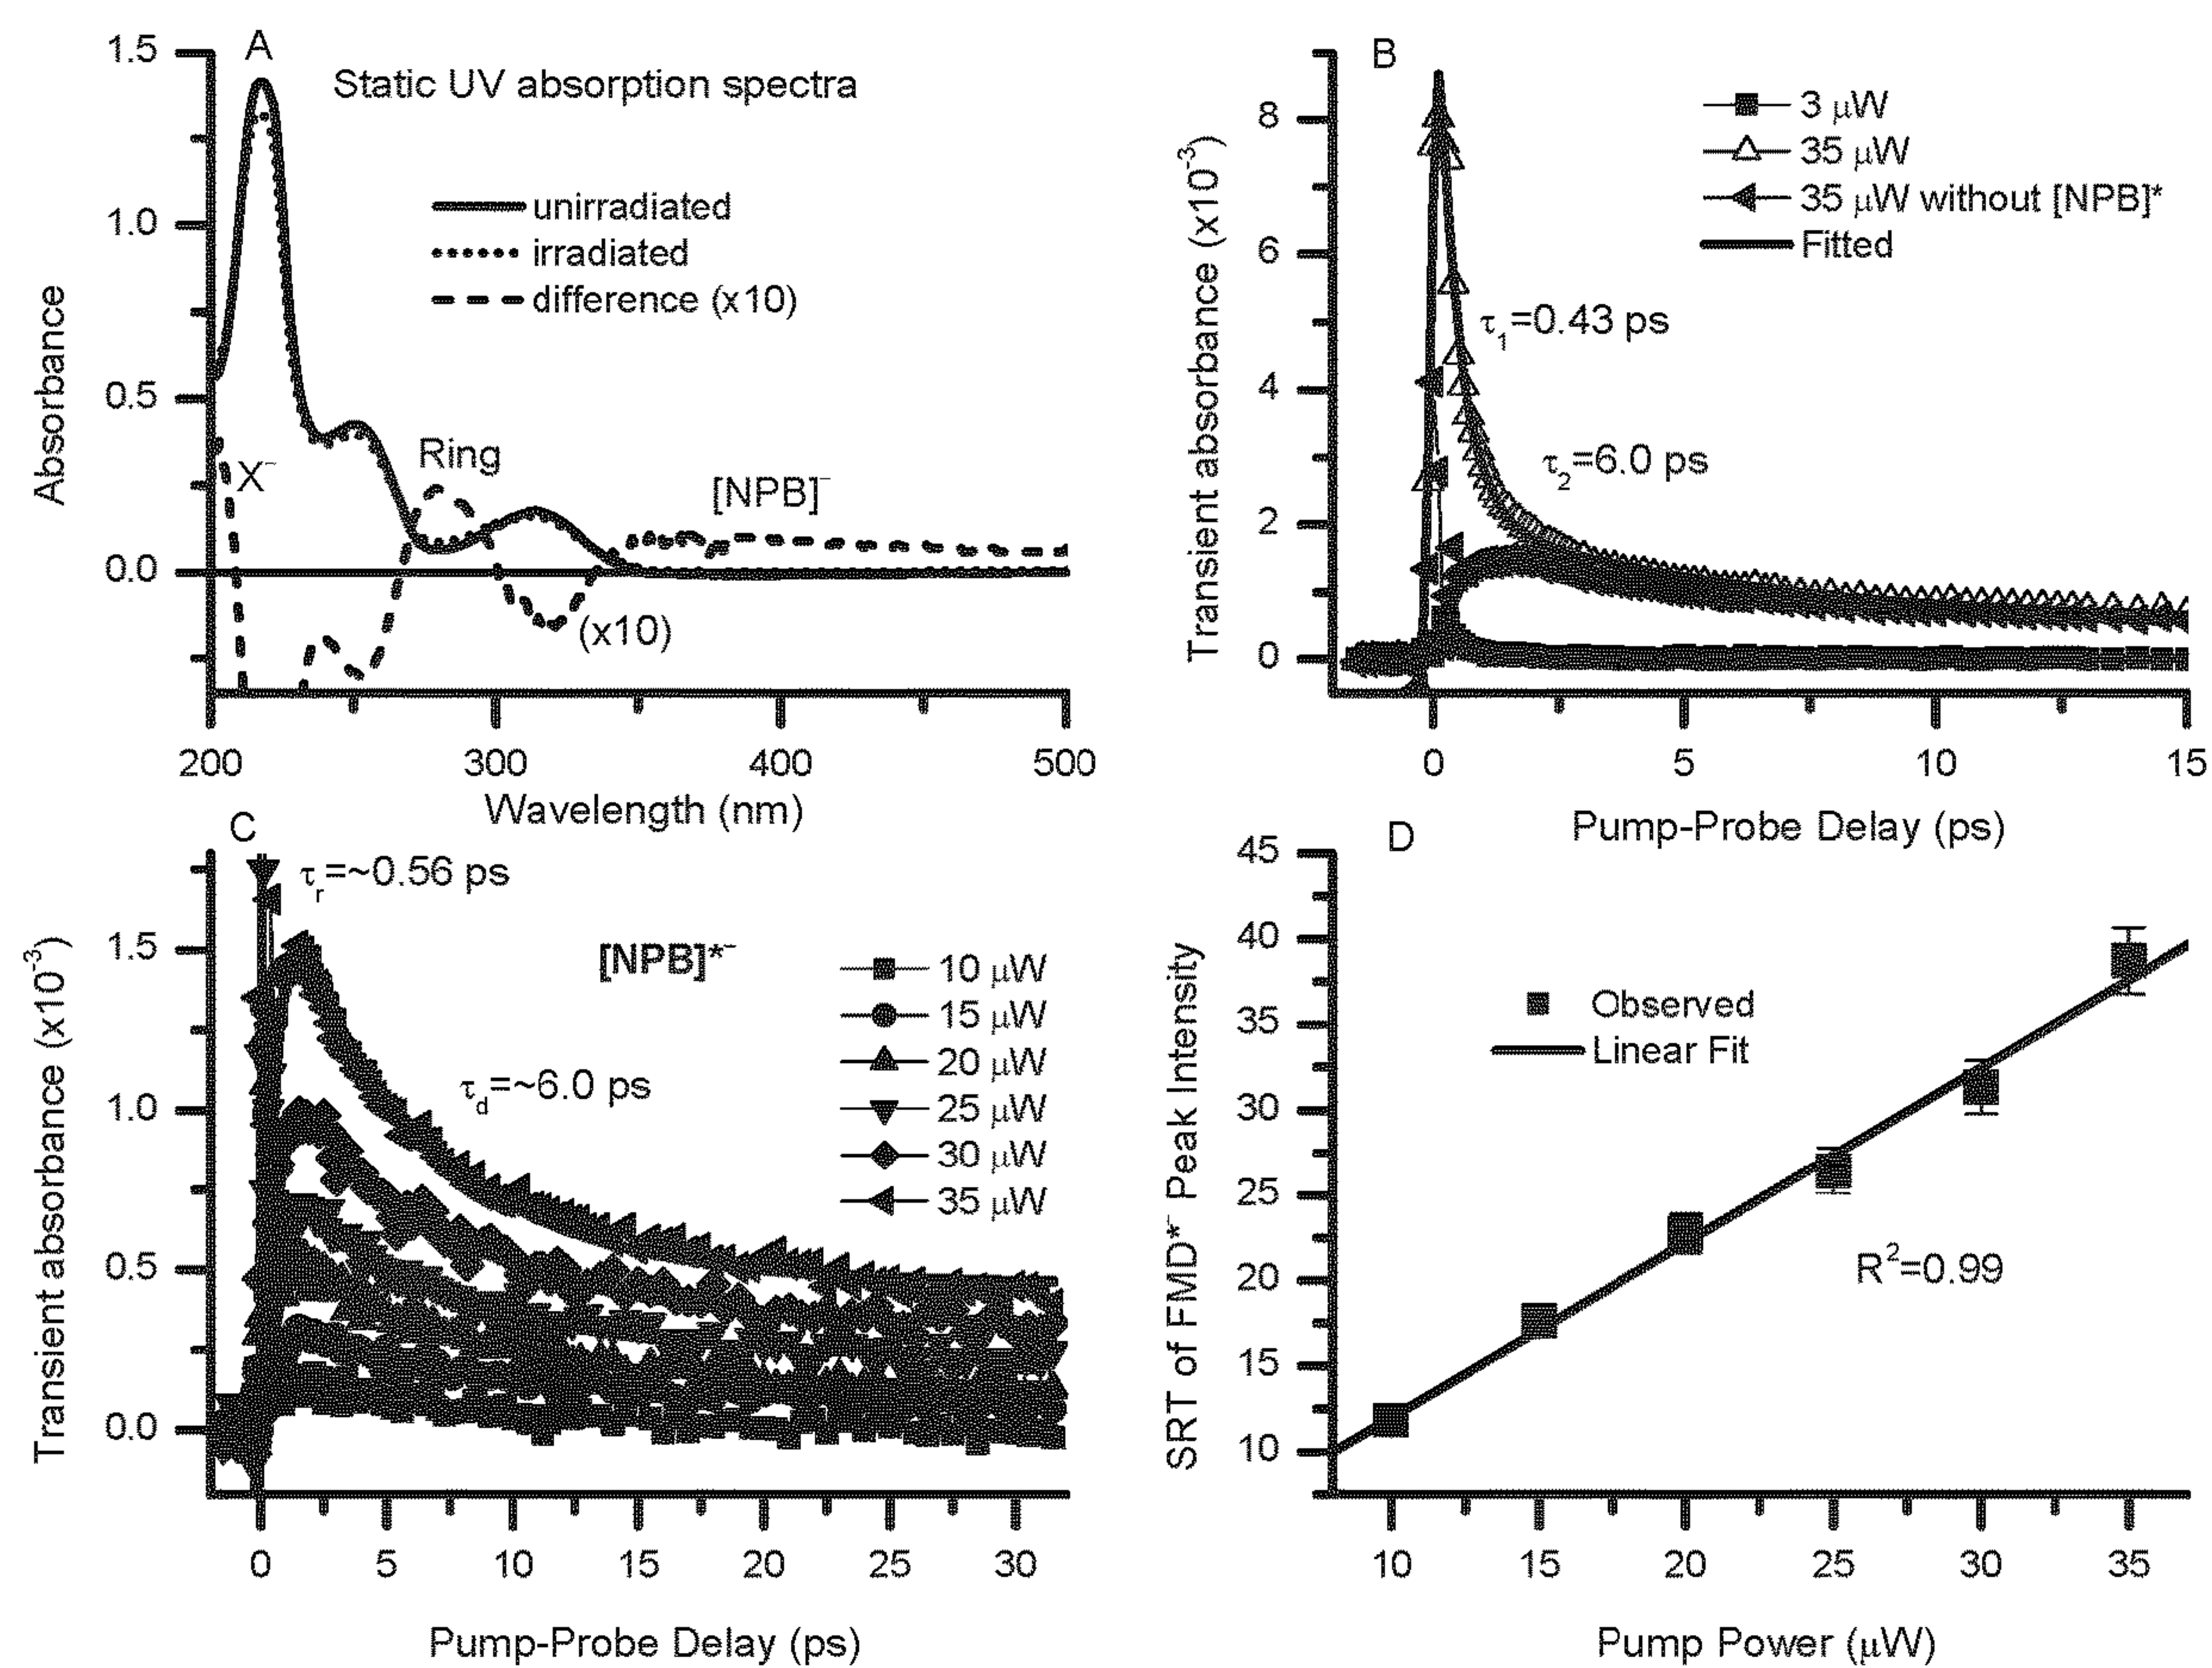 A
Static UV absorption spectra
unirradiated
irradiated
difference (x10)
X⁻
Ring
[NPB]⁻
(x10)
1.5
1.0
0.5
0.0
Absorbance
200
300
400
500
Wavelength (nm)
B
3 μW
35 μW
35 μW without [NPB]*
Fitted
τ₁=0.43 ps
τ₂=6.0 ps
8
6
4
2
0
Transient absorbance (x10⁻³)
0
5
10
15
Pump-Probe Delay (ps)
C
τᵣ=~0.56 ps
[NPB]*⁻
τd=~6.0 ps
10 μW
15 μW
20 μW
25 μW
30 μW
35 μW
1.5
1.0
0.5
0.0
Transient absorbance (x10⁻³)
0
5
10
15
20
25
30
Pump-Probe Delay (ps)
D
Observed
Linear Fit
R²=0.99
45
40
35
30
25
20
15
10
SRT of FMD*⁻ Peak Intensity
10
15
20
25
30
35
Pump Power (μW)